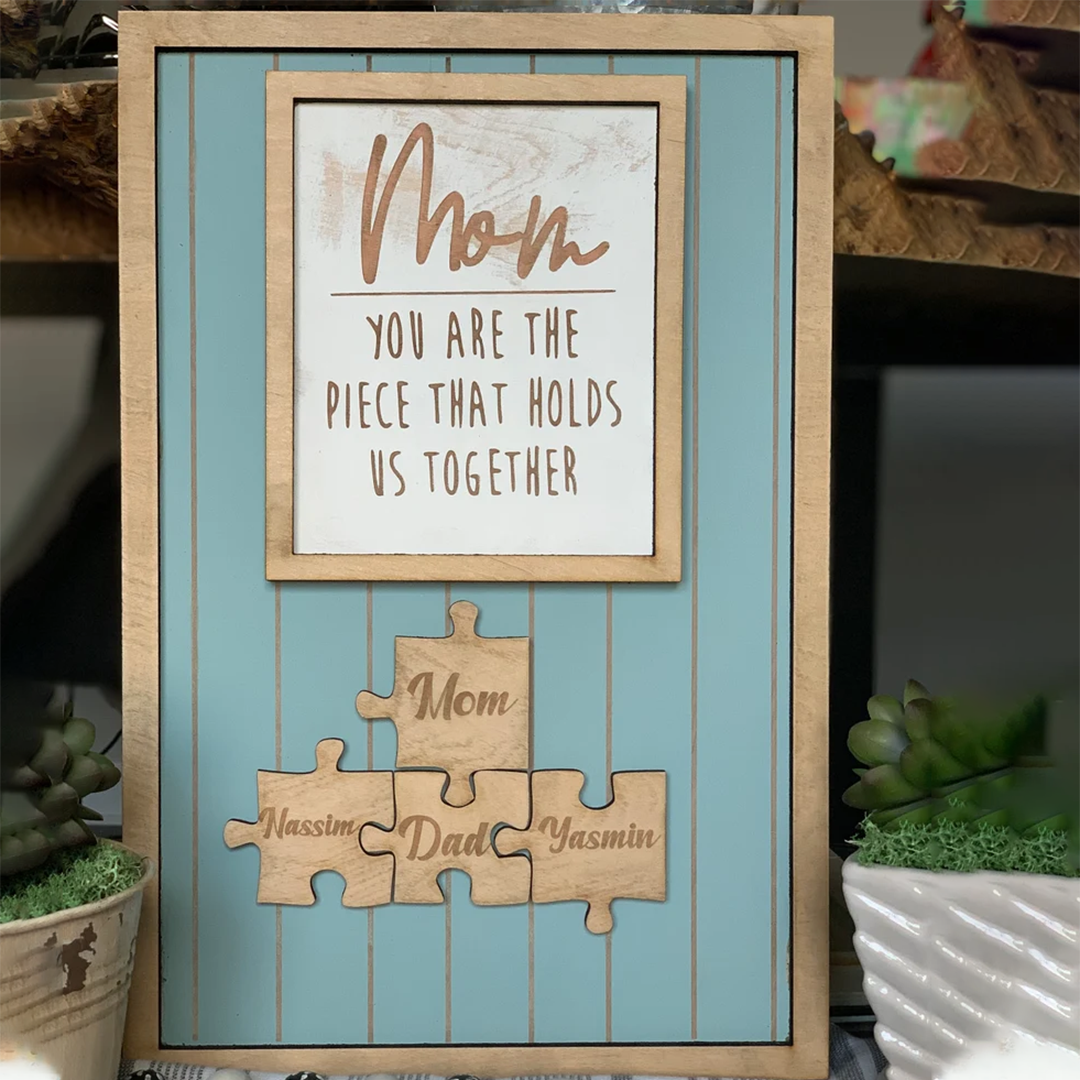 Mom
YOU ARE THE
PIECE THAT HOLDS
US TOGETHER
Mom
Nassim Dad Yasmin